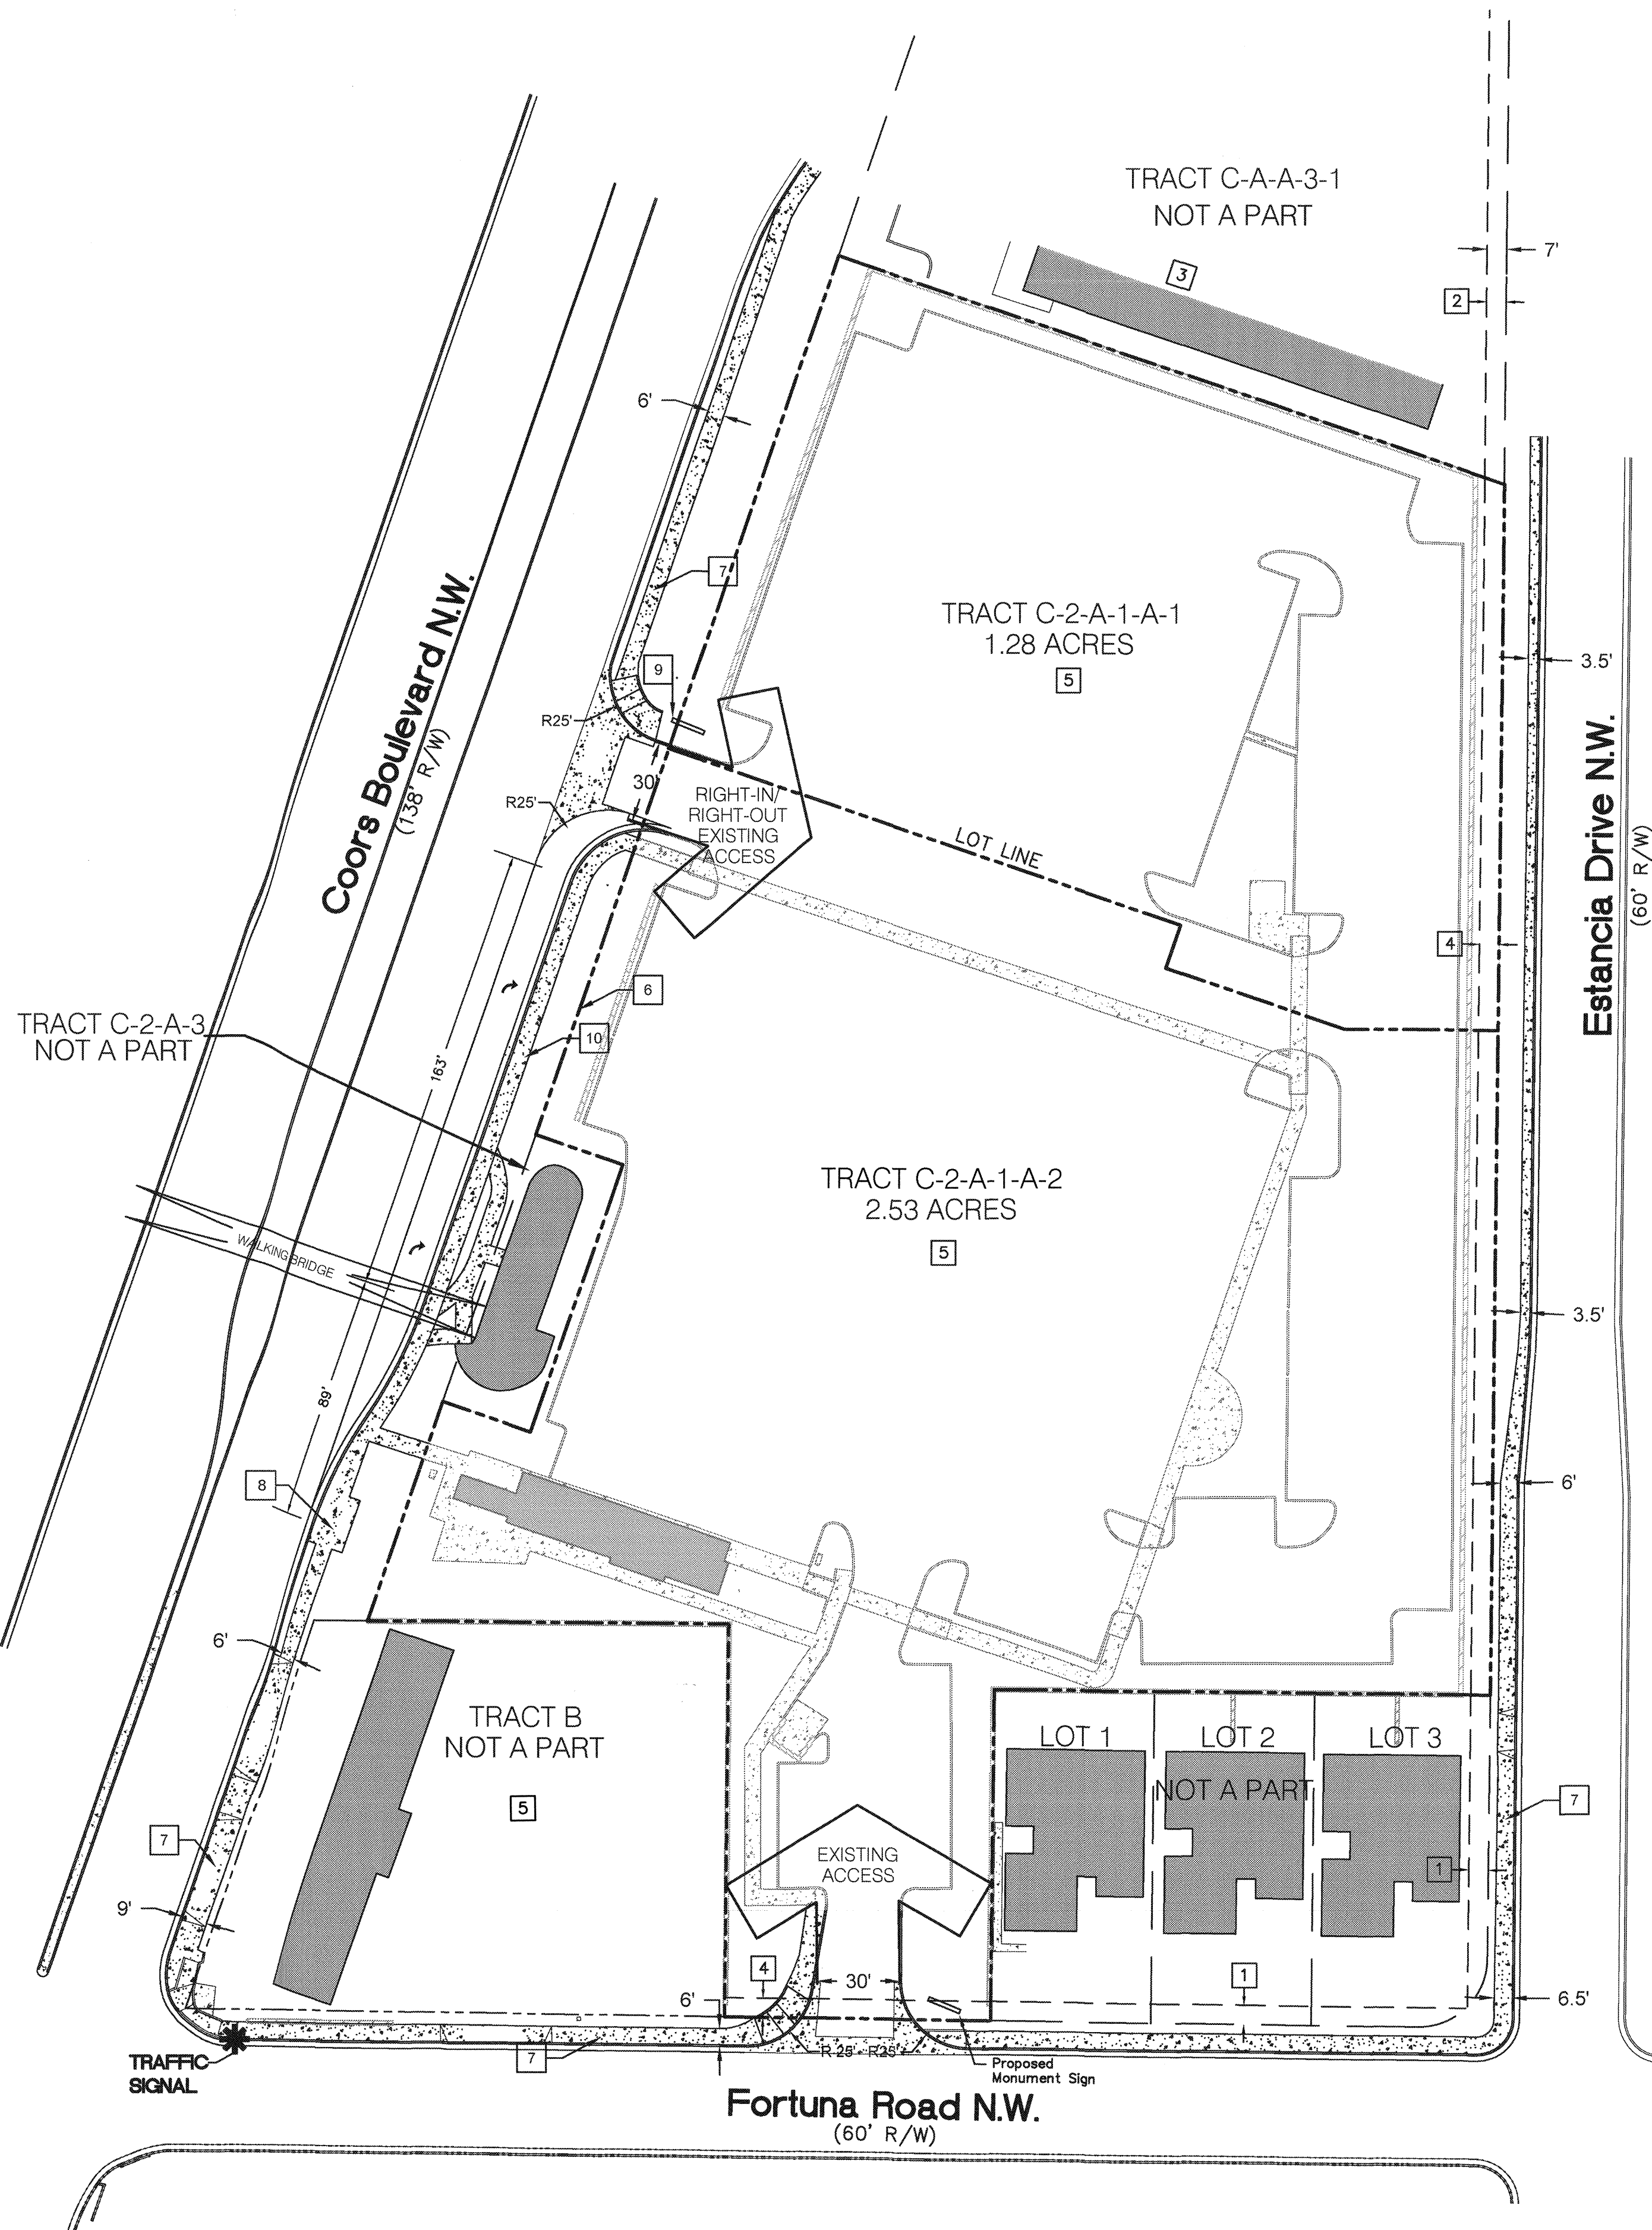 TRACT C-A-A-3-1
NOT A PART
3
7'
2
6'
7
TRACT C-2-A-1-A-1
1.28 ACRES
5
3.5'
9
R25'
30'
R25'
RIGHT-IN/
RIGHT-OUT
EXISTING
ACCESS
LOT LINE
Coors Boulevard N.W.
(138' R/W)
Estancia Drive N.W.
(60' R/W)
4
6
10
TRACT C-2-A-3
NOT A PART
163'
TRACT C-2-A-1-A-2
2.53 ACRES
5
WALKING BRIDGE
3.5'
89'
8
6'
6'
TRACT B
NOT A PART
5
LOT 1
LOT 2
LOT 3
NOT A PART
7
7
1
EXISTING
ACCESS
9'
4
30'
1
6'
6.5'
TRAFFIC
SIGNAL
7
R 25'
R25'
Proposed
Monument Sign
Fortuna Road N.W.
(60' R/W)